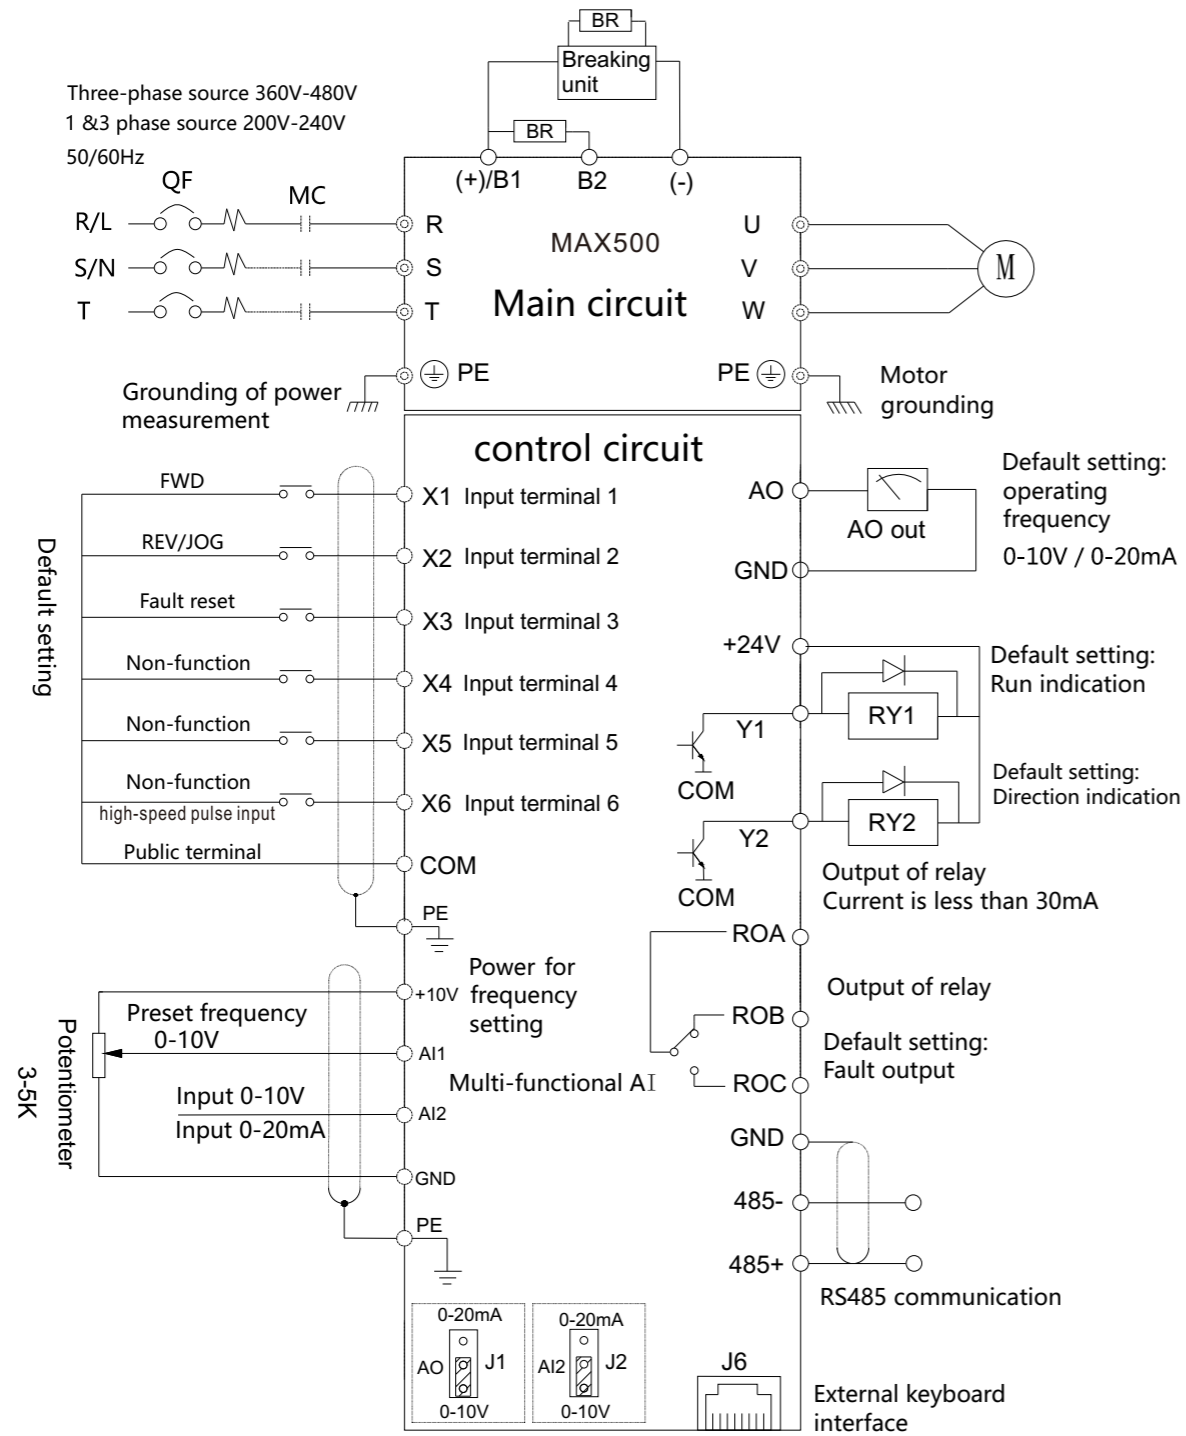 BR
Breaking
unit
BR
Three-phase source 360V-480V
1 &3 phase source 200V-240V
50/60Hz
QF
MC
(+)/B1
B2
(-)
R/L
R
S/N
S
T
T
MAX500
Main circuit
U
V
W
M
PE
PE
Grounding of power
measurement
Motor
grounding
control circuit
Default setting
FWD
X1 Input terminal 1
REV/JOG
X2 Input terminal 2
Fault reset
X3 Input terminal 3
Non-function
X4 Input terminal 4
Non-function
X5 Input terminal 5
Non-function
high-speed pulse input
X6 Input terminal 6
Public terminal
COM
PE
AO
AO out
GND
Default setting:
operating
frequency
0-10V / 0-20mA
+24V
Y1
COM
RY1
Default setting:
Run indication
Y2
COM
RY2
Default setting:
Direction indication
Output of relay
Current is less than 30mA
Potentiometer
3-5K
+10V
Power for
frequency
setting
Preset frequency
0-10V
AI1
Multi-functional AI
Input 0-10V
Input 0-20mA
AI2
GND
PE
ROA
ROB
ROC
Output of relay
Default setting:
Fault output
GND
485-
485+
RS485 communication
0-20mA
AO
J1
0-10V
0-20mA
AI2
J2
0-10V
J6
External keyboard
interface